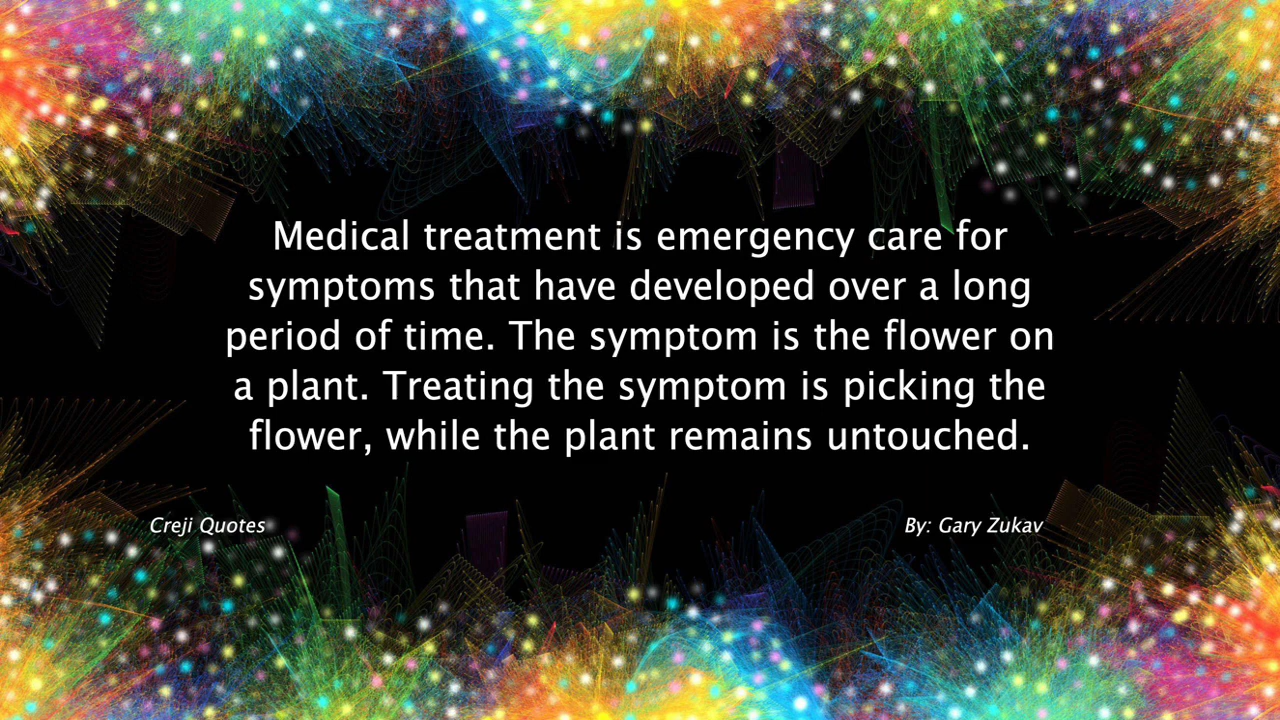 Medical treatment is emergency care for
symptoms that have developed over a long
period of time. The symptom is the flower on
a plant. Treating the symptom is picking the
flower, while the plant remains untouched.
Creji Quotes
By: Gary Zukav